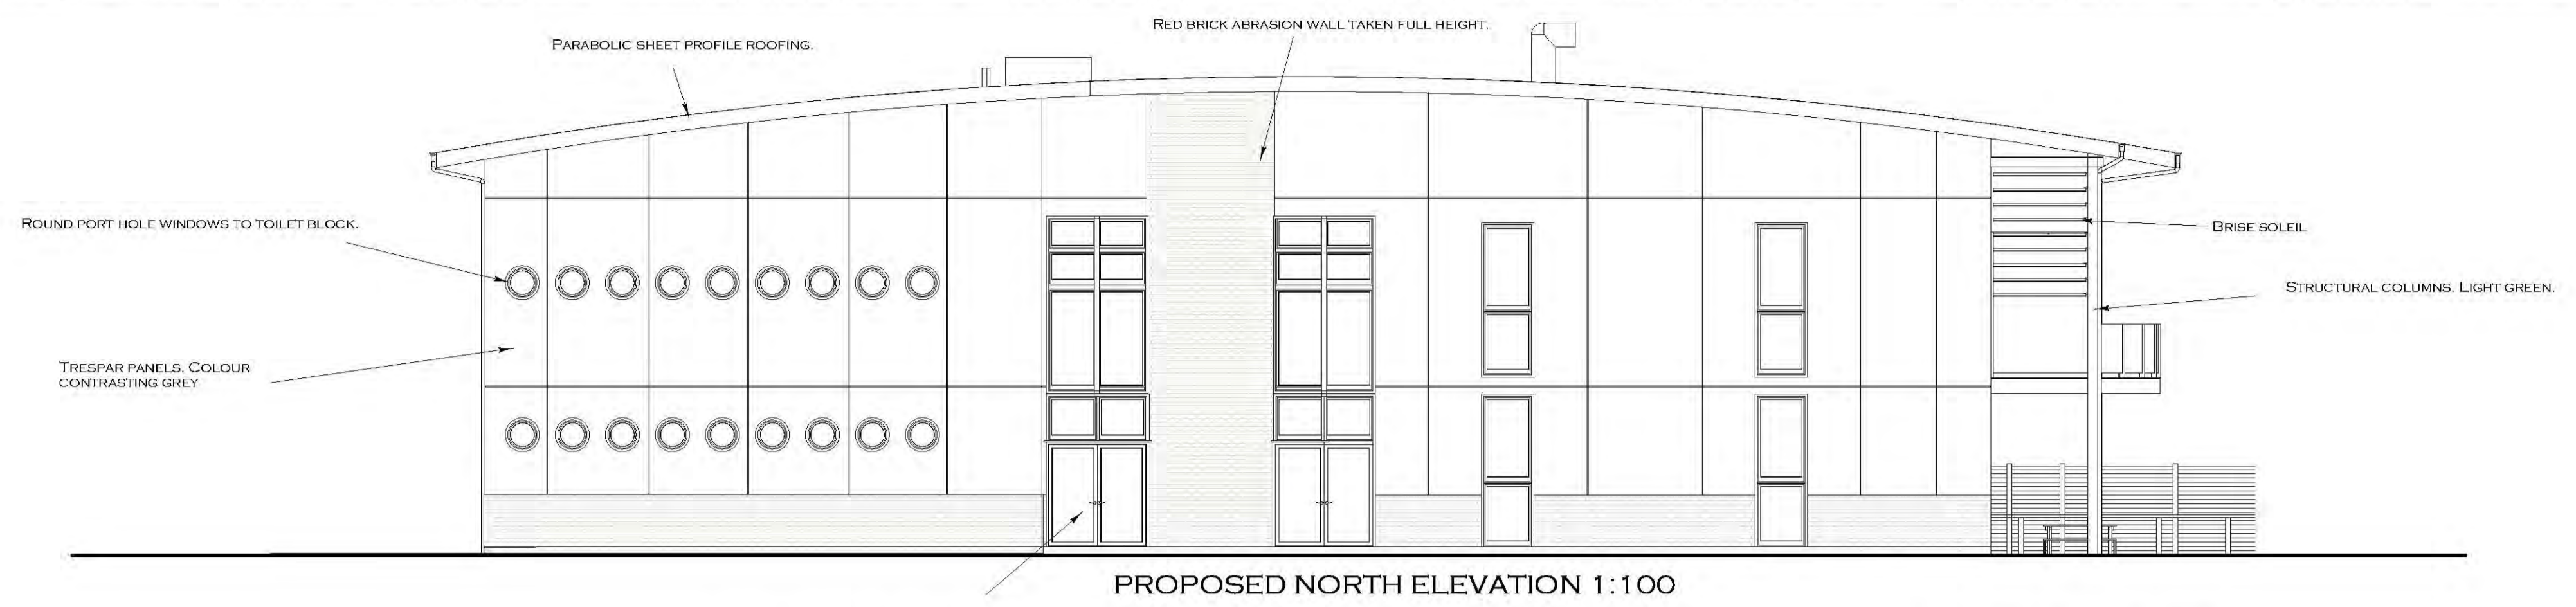 Red brick abrasion wall taken full height.
Parabolic sheet profile roofing.
Round port hole windows to toilet block.
Brise soleil
Structural columns. Light green.
Trespar panels. Colour
contrasting grey
PROPOSED NORTH ELEVATION 1:100